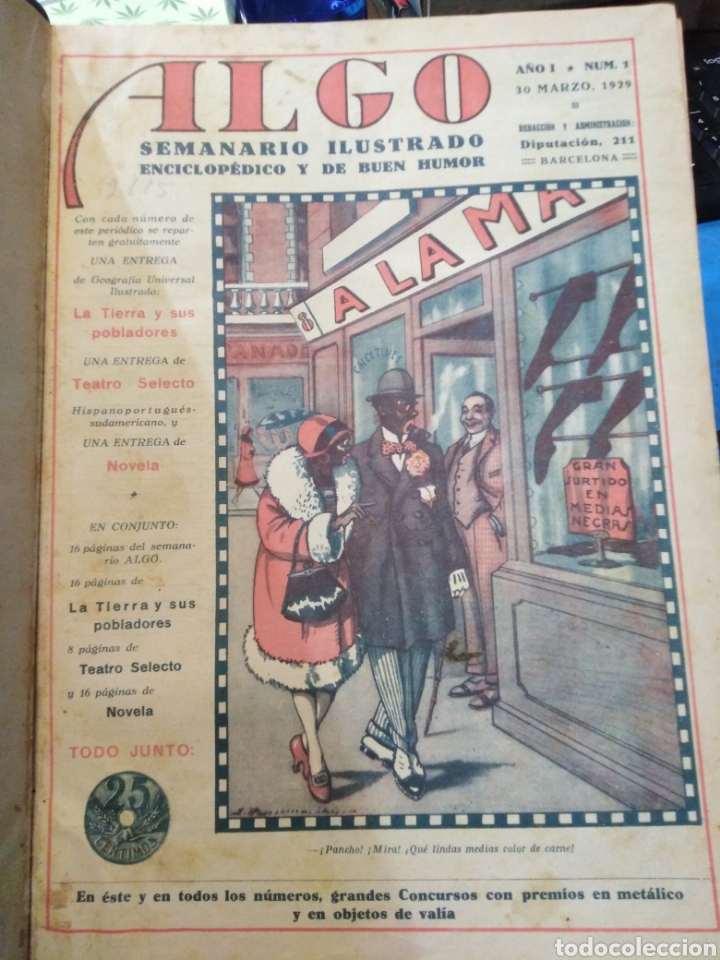 ALGO
SEMANARIO ILUSTRADO
ENCICLOPÉDICO Y DE BUEN HUMOR
AÑO I ★ NUM. 1
30 MARZO, 1929
REDACCIÓN Y ADMINISTRACIÓN:
Diputación, 211
BARCELONA
Con cada número de
este periódico se repar-
ten gratuitamente
UNA ENTREGA
de Geografía Universal
Ilustrada:
La Tierra y sus
pobladores
UNA ENTREGA de
Teatro Selecto
Hispanoportugués-
sudamericano, y
UNA ENTREGA de
Novela
EN CONJUNTO:
16 páginas del semana-
rio ALGO.
16 páginas de
La Tierra y sus
pobladores
8 páginas de
Teatro Selecto
y 16 páginas de
Novela
TODO JUNTO:
25
CÉNTIMOS
8 A LA MA
PANADE
CALCETINES
GRAN
SURTIDO
EN
MEDIAS
NEGRAS
—¡Pancho! ¡Mira! ¡Qué lindas medias color de carne!
En éste y en todos los números, grandes Concursos con premios en metálico
y en objetos de valía
todocoleccion